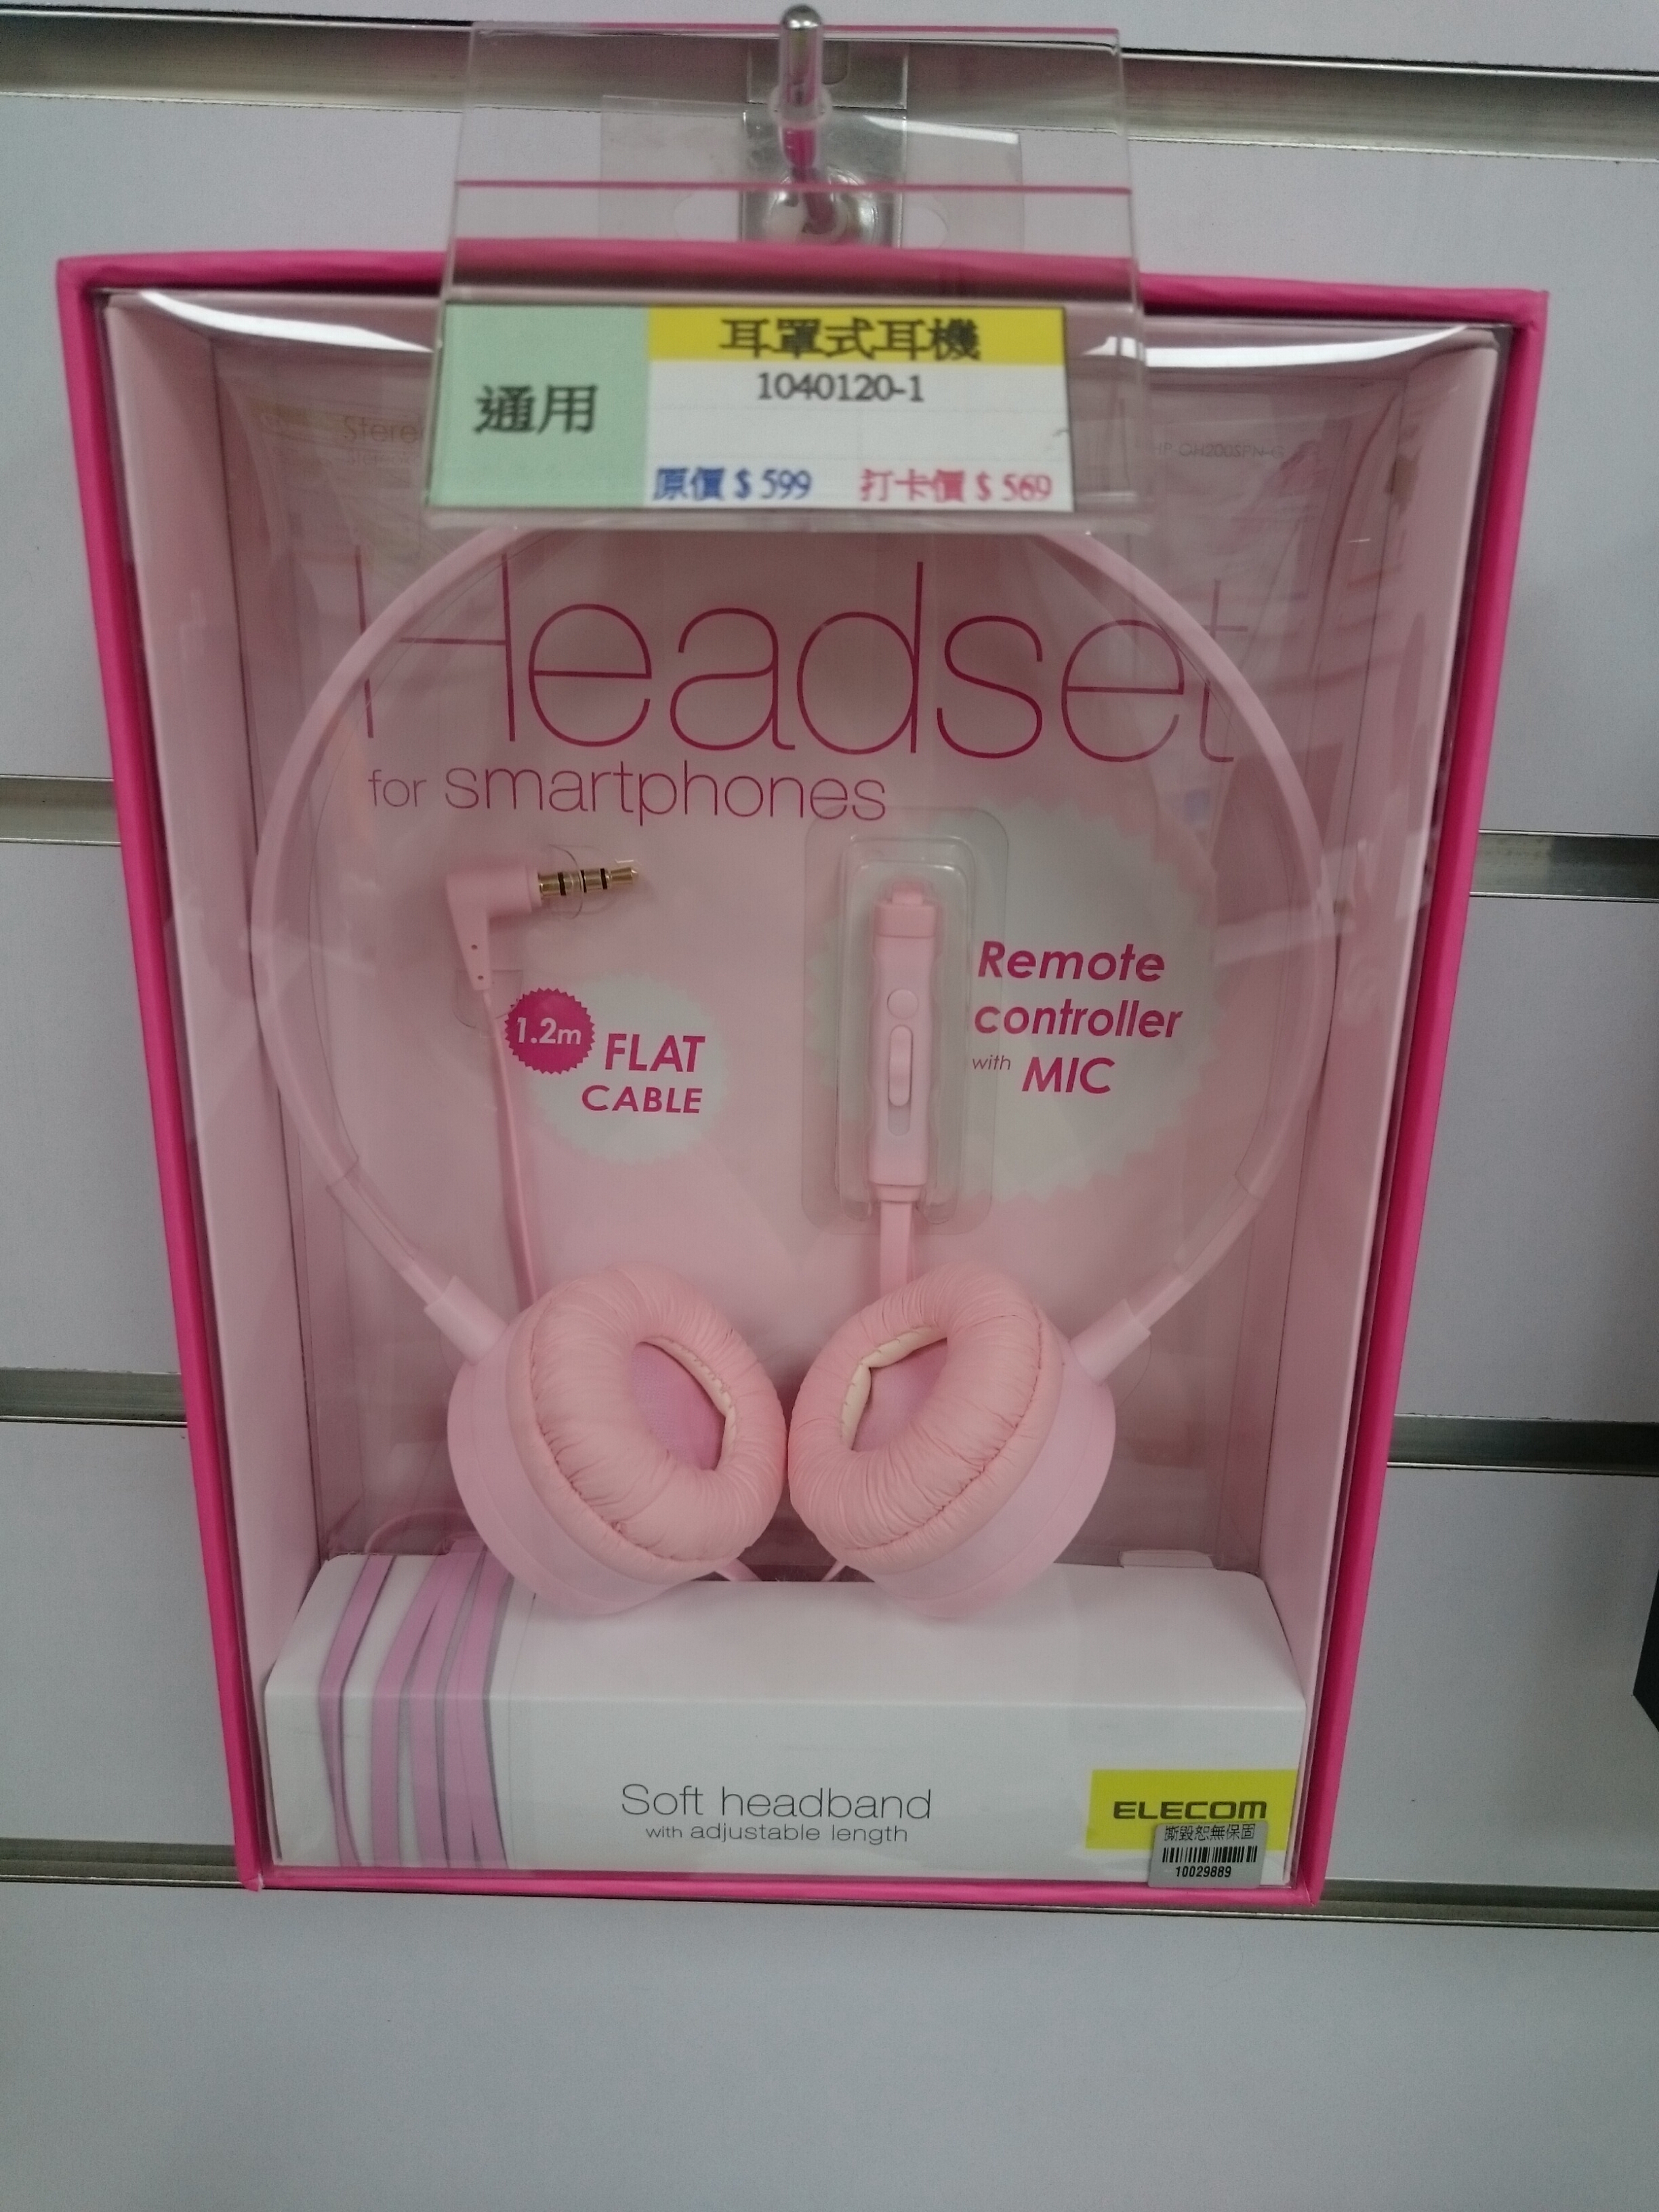 耳罩式耳機
1040120-1
通用
原價 $ 599 打卡價 $ 569
Headset
for smartphones
1.2m FLAT
CABLE
Remote
controller
with MIC
Soft headband
with adjustable length
ELECOM
撕毀恕無保固
10029889